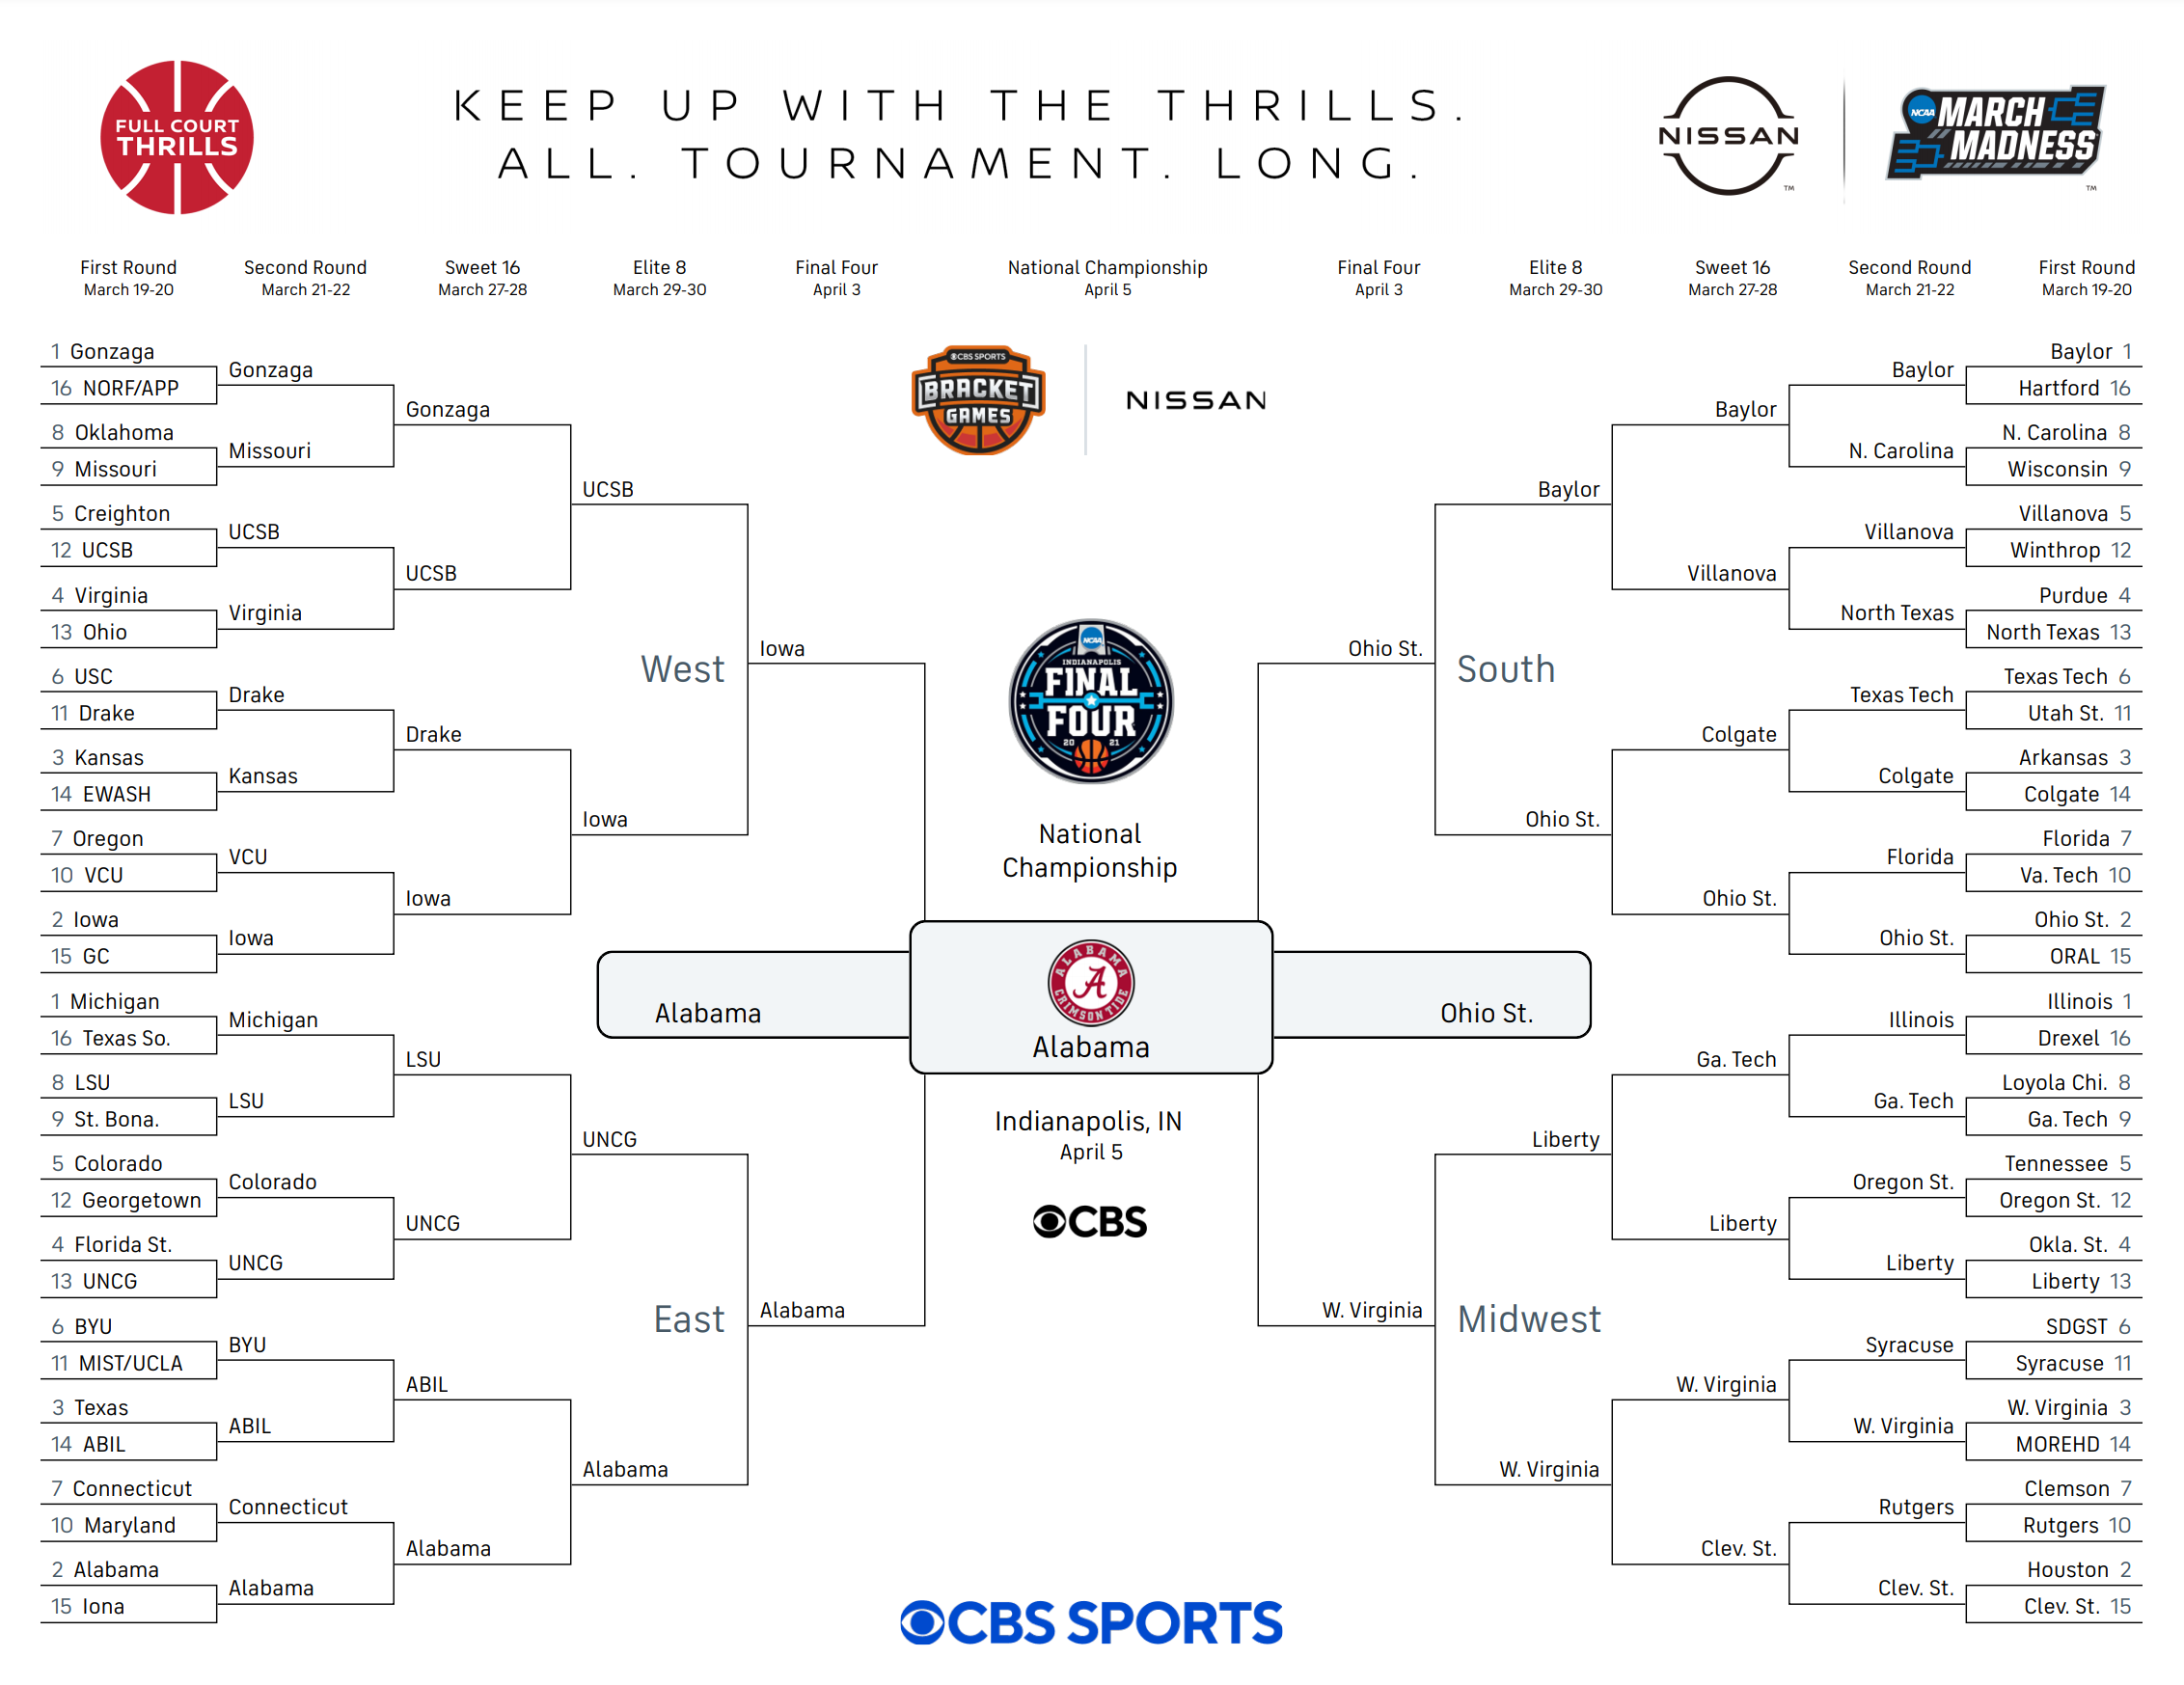 FULL COURT
THRILLS
KEEP UP WITH THE THRILLS.
ALL. TOURNAMENT. LONG.
NISSAN
TM
NCAA
MARCH
MADNESS
TM
First Round
March 19-20
Second Round
March 21-22
Sweet 16
March 27-28
Elite 8
March 29-30
Final Four
April 3
National Championship
April 5
Final Four
April 3
Elite 8
March 29-30
Sweet 16
March 27-28
Second Round
March 21-22
First Round
March 19-20
1 Gonzaga
16 NORF/APP
8 Oklahoma
9 Missouri
5 Creighton
12 UCSB
4 Virginia
13 Ohio
6 USC
11 Drake
3 Kansas
14 EWASH
7 Oregon
10 VCU
2 Iowa
15 GC
Gonzaga
Missouri
UCSB
Virginia
Drake
Kansas
VCU
Iowa
Gonzaga
UCSB
Drake
Iowa
UCSB
Iowa
West
Iowa
1 Michigan
16 Texas So.
8 LSU
9 St. Bona.
5 Colorado
12 Georgetown
4 Florida St.
13 UNCG
6 BYU
11 MIST/UCLA
3 Texas
14 ABIL
7 Connecticut
10 Maryland
2 Alabama
15 Iona
Michigan
LSU
Colorado
UNCG
BYU
ABIL
Connecticut
Alabama
LSU
UNCG
ABIL
Alabama
UNCG
Alabama
East
Alabama
CBS SPORTS
BRACKET
GAMES
NISSAN
NCAA
INDIANAPOLIS
FINAL
FOUR
20 21
National
Championship
Alabama
ALABAMA
A
CRIMSON TIDE
Alabama
Ohio St.
Indianapolis, IN
April 5
CBS
CBS SPORTS
Ohio St.
South
Baylor
Ohio St.
Baylor
Villanova
Colgate
Ohio St.
Baylor
N. Carolina
Villanova
North Texas
Texas Tech
Colgate
Florida
Ohio St.
Baylor 1
Hartford 16
N. Carolina 8
Wisconsin 9
Villanova 5
Winthrop 12
Purdue 4
North Texas 13
Texas Tech 6
Utah St. 11
Arkansas 3
Colgate 14
Florida 7
Va. Tech 10
Ohio St. 2
ORAL 15
W. Virginia
Midwest
Liberty
W. Virginia
Ga. Tech
Liberty
W. Virginia
Clev. St.
Illinois
Ga. Tech
Oregon St.
Liberty
Syracuse
W. Virginia
Rutgers
Clev. St.
Illinois 1
Drexel 16
Loyola Chi. 8
Ga. Tech 9
Tennessee 5
Oregon St. 12
Okla. St. 4
Liberty 13
SDGST 6
Syracuse 11
W. Virginia 3
MOREHD 14
Clemson 7
Rutgers 10
Houston 2
Clev. St. 15